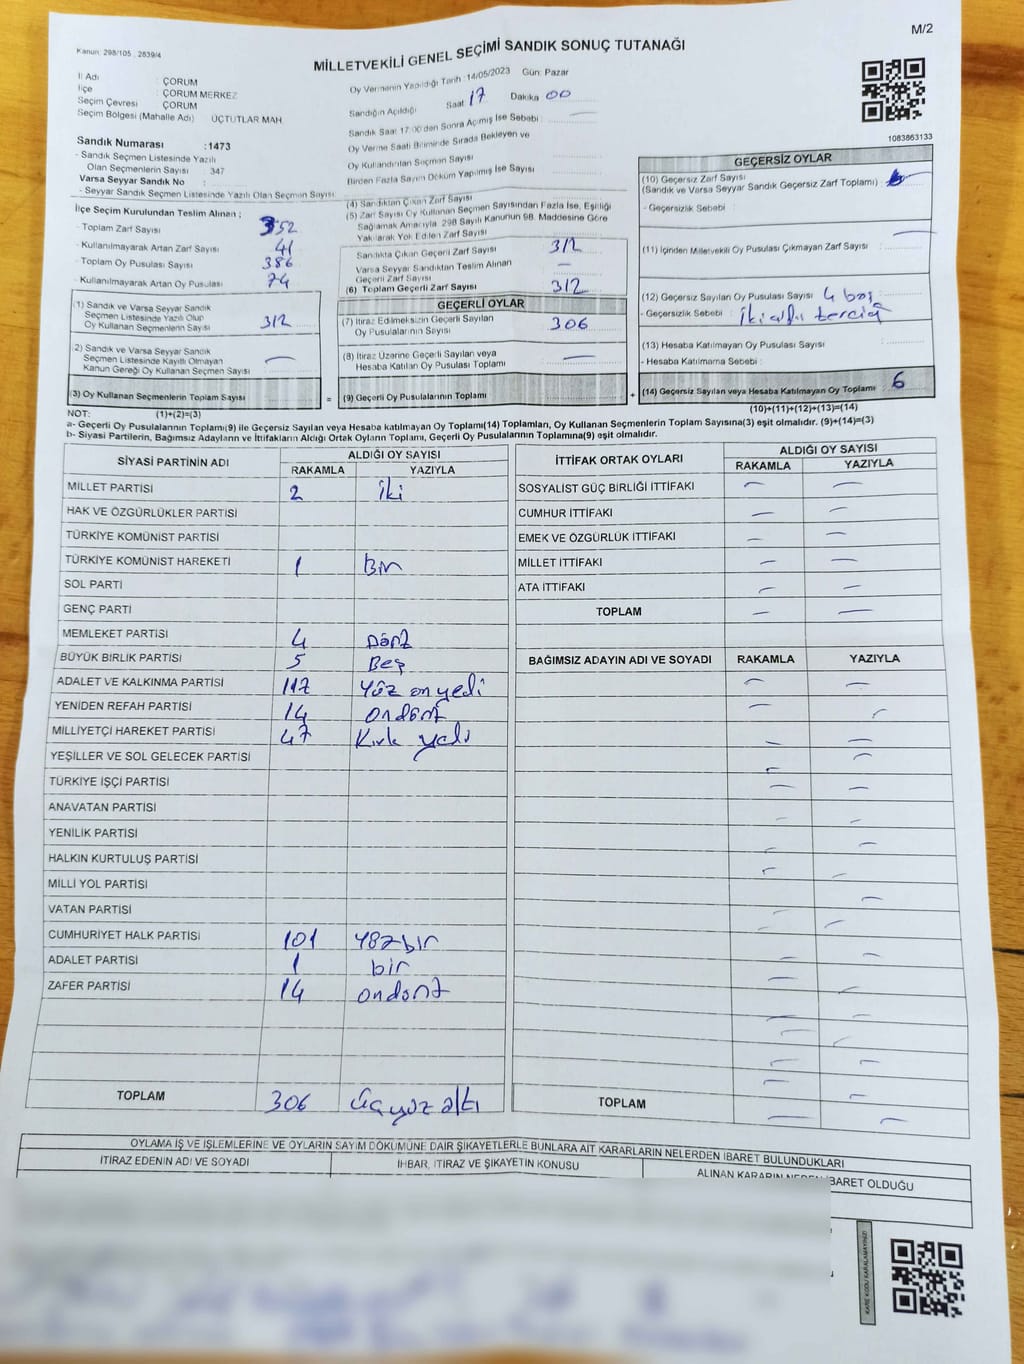 M/2
Kanun: 298/105, 2839/4
MİLLETVEKİLİ GENEL SEÇİMİ SANDIK SONUÇ TUTANAĞI
İl Adı : ÇORUM
İlçe : ÇORUM MERKEZ
Seçim Çevresi : ÇORUM
Seçim Bölgesi (Mahalle Adı) : ÜÇTUTLAR MAH
Oy Vermenin Yapıldığı Tarih :14/05/2023 Gün: Pazar
Sandığın Açıldığı Saat 17 Dakika 00
Sandık Saat 17:00'den Sonra Açılmış İse Sebebi :
Oy Verme Saati Bitiminde Sırada Bekleyen ve
Oy Kullandırılan Seçmen Sayısı
Birden Fazla Sayım Döküm Yapılmış İse Sayısı
1083863133
Sandık Numarası :1473
- Sandık Seçmen Listesinde Yazılı
Olan Seçmenlerin Sayısı : 347
Varsa Seyyar Sandık No :
- Seyyar Sandık Seçmen Listesinde Yazılı Olan Seçmen Sayısı
İlçe Seçim Kurulundan Teslim Alınan ;
- Toplam Zarf Sayısı 352
- Kullanılmayarak Artan Zarf Sayısı 41
- Toplam Oy Pusulası Sayısı 386
- Kullanılmayarak Artan Oy Pusulası 74
(1) Sandık ve Varsa Seyyar Sandık
Seçmen Listesinde Yazılı Olup
Oy Kullanan Seçmenlerin Sayısı 312
(2) Sandık ve Varsa Seyyar Sandık
Seçmen Listesinde Kayıtlı Olmayan
Kanun Gereği Oy Kullanan Seçmen Sayısı —
(3) Oy Kullanan Seçmenlerin Toplam Sayısı =
(4) Sandıktan Çıkan Zarf Sayısı
(5) Zarf Sayısı Oy Kullanan Seçmen Sayısından Fazla İse, Eşitliği
Sağlamak Amacıyla 298 Sayılı Kanunun 98. Maddesine Göre
Yakılarak Yok Edilen Zarf Sayısı
Sandıkta Çıkan Geçerli Zarf Sayısı 312
Varsa Seyyar Sandıktan Teslim Alınan
Geçerli Zarf Sayısı —
(6) Toplam Geçerli Zarf Sayısı 312
GEÇERLİ OYLAR
(7) İtiraz Edilmeksizin Geçerli Sayılan
Oy Pusulalarının Sayısı 306
(8) İtiraz Üzerine Geçerli Sayılan veya
Hesaba Katılan Oy Pusulası Toplamı —
(9) Geçerli Oy Pusulalarının Toplamı +
GEÇERSİZ OYLAR
(10) Geçersiz Zarf Sayısı
(Sandık ve Varsa Seyyar Sandık Geçersiz Zarf Toplamı)
- Geçersizlik Sebebi :
(11) İçinden Milletvekili Oy Pusulası Çıkmayan Zarf Sayısı :
(12) Geçersiz Sayılan Oy Pusulası Sayısı 4 boş
- Geçersizlik Sebebi : iki
(13) Hesaba Katılmayan Oy Pusulası Sayısı :
- Hesaba Katılmama Sebebi :
(14) Geçersiz Sayılan veya Hesaba Katılmayan Oy Toplamı 6
NOT: (1)+(2)=(3) (10)+(11)+(12)+(13)=(14)
a- Geçerli Oy Pusulalarının Toplamı(9) ile Geçersiz Sayılan veya Hesaba katılmayan Oy Toplamı(14) Toplamları, Oy Kullanan Seçmenlerin Toplam Sayısına(3) eşit olmalıdır. (9)+(14)=(3)
b- Siyasi Partilerin, Bağımsız Adayların ve İttifakların Aldığı Ortak Oyların Toplamı, Geçerli Oy Pusulalarının Toplamına(9) eşit olmalıdır.
SİYASİ PARTİNİN ADI ALDIĞI OY SAYISI
RAKAMLA YAZIYLA
MİLLET PARTİSİ 2 iki
HAK VE ÖZGÜRLÜKLER PARTİSİ
TÜRKİYE KOMÜNİST PARTİSİ
TÜRKİYE KOMÜNİST HAREKETİ 1 Bir
SOL PARTİ
GENÇ PARTİ
MEMLEKET PARTİSİ 4 Dört
BÜYÜK BİRLİK PARTİSİ 5 Beş
ADALET VE KALKINMA PARTİSİ 117 Yüz on yedi
YENİDEN REFAH PARTİSİ 14 ondört
MİLLİYETÇİ HAREKET PARTİSİ 47 Kırk yedi
YEŞİLLER VE SOL GELECEK PARTİSİ
TÜRKİYE İŞÇİ PARTİSİ
ANAVATAN PARTİSİ
YENİLİK PARTİSİ
HALKIN KURTULUŞ PARTİSİ
MİLLİ YOL PARTİSİ
VATAN PARTİSİ
CUMHURİYET HALK PARTİSİ 101 Yüzbir
ADALET PARTİSİ 1 bir
ZAFER PARTİSİ 14 ondört
TOPLAM 306 Üçyüz altı
İTTİFAK ORTAK OYLARI ALDIĞI OY SAYISI
RAKAMLA YAZIYLA
SOSYALİST GÜÇ BİRLİĞİ İTTİFAKI — —
CUMHUR İTTİFAKI — —
EMEK VE ÖZGÜRLÜK İTTİFAKI — —
MİLLET İTTİFAKI — —
ATA İTTİFAKI — —
TOPLAM — —
BAĞIMSIZ ADAYIN ADI VE SOYADI RAKAMLA YAZIYLA
TOPLAM — —
OYLAMA İŞ VE İŞLEMLERİNE VE OYLARIN SAYIM DÖKÜMÜNE DAİR ŞİKAYETLERLE BUNLARA AİT KARARLARIN NELERDEN İBARET BULUNDUKLARI
İTİRAZ EDENİN ADI VE SOYADI İHBAR, İTİRAZ VE ŞİKAYETİN KONUSU ALINAN KARARIN NEDEN İBARET OLDUĞU
KARE KODU KARALAMAYINIZ!